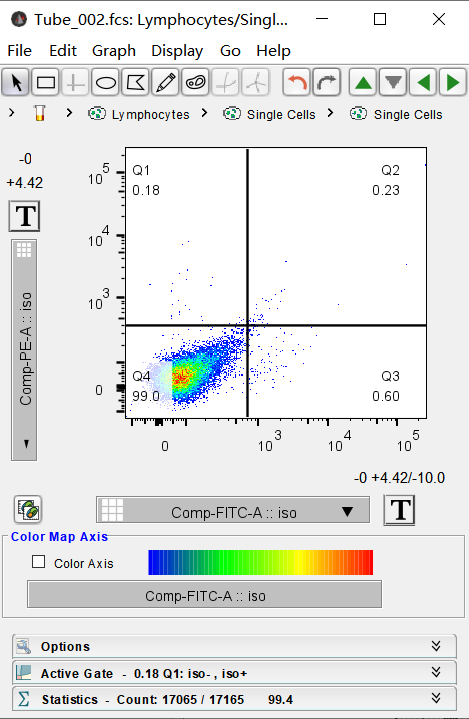 Tube_002.fcs: Lymphocytes/Singl...
File Edit Graph Display Go Help
T
Lymphocytes Single Cells Single Cells
-0
+4.42
T
Comp-PE-A :: iso
10^5
10^4
10^3
0
Q1
0.18
Q2
0.23
Q4
99.0
Q3
0.60
0 10^3 10^4 10^5
-0 +4.42/-10.0
Comp-FITC-A :: iso
T
Color Map Axis
Color Axis
Comp-FITC-A :: iso
Options
Active Gate - 0.18 Q1: iso- , iso+
Σ Statistics - Count: 17065 / 17165 99.4